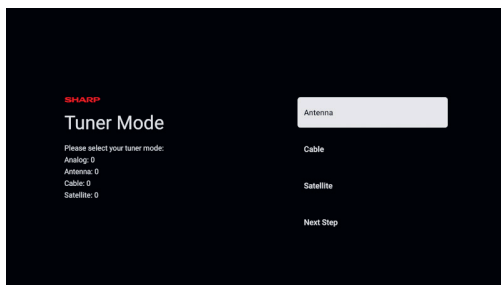 SHARP
Tuner Mode
Please select your tuner mode:
Analog: 0
Antenna: 0
Cable: 0
Satellite: 0
Antenna
Cable
Satellite
Next Step